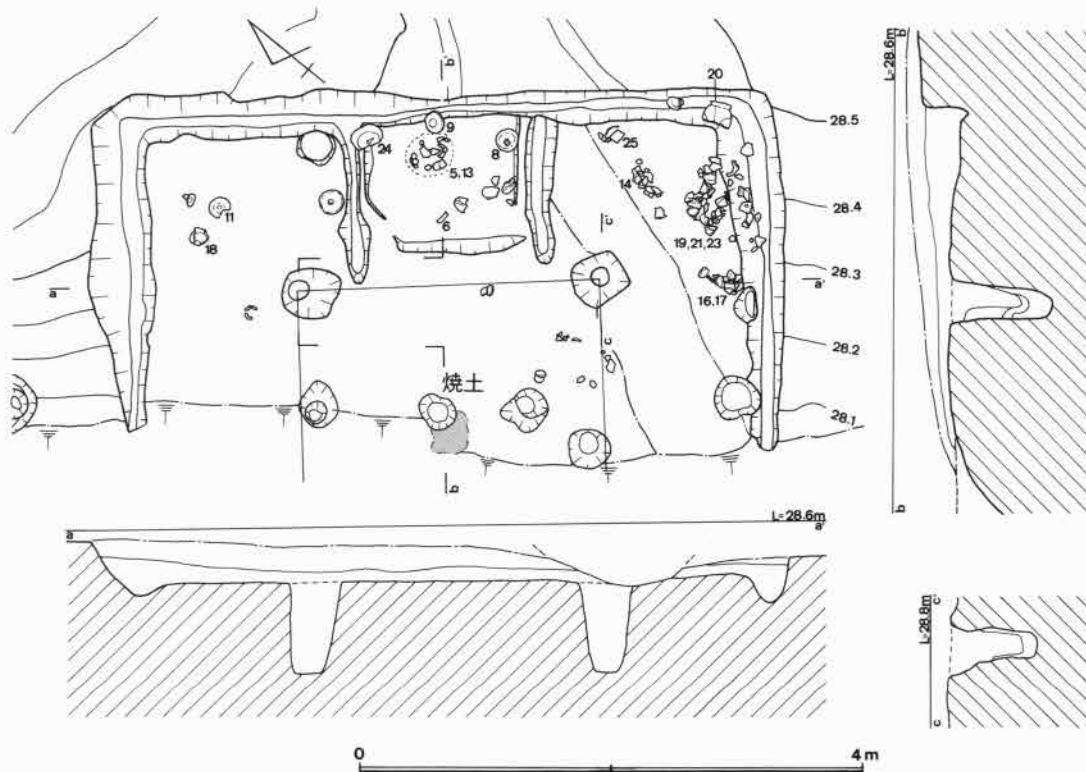 20
b'
L=28.6m
b'
9
24
8
25
28.5
5,13
14
28.4
11
6
c'
18
19,21,23
28.3
a
a'
16,17
c
28.2
焼土
28.1
b
b
L=28.6m
a
a'
c'
L=28.8m
c
0
4m